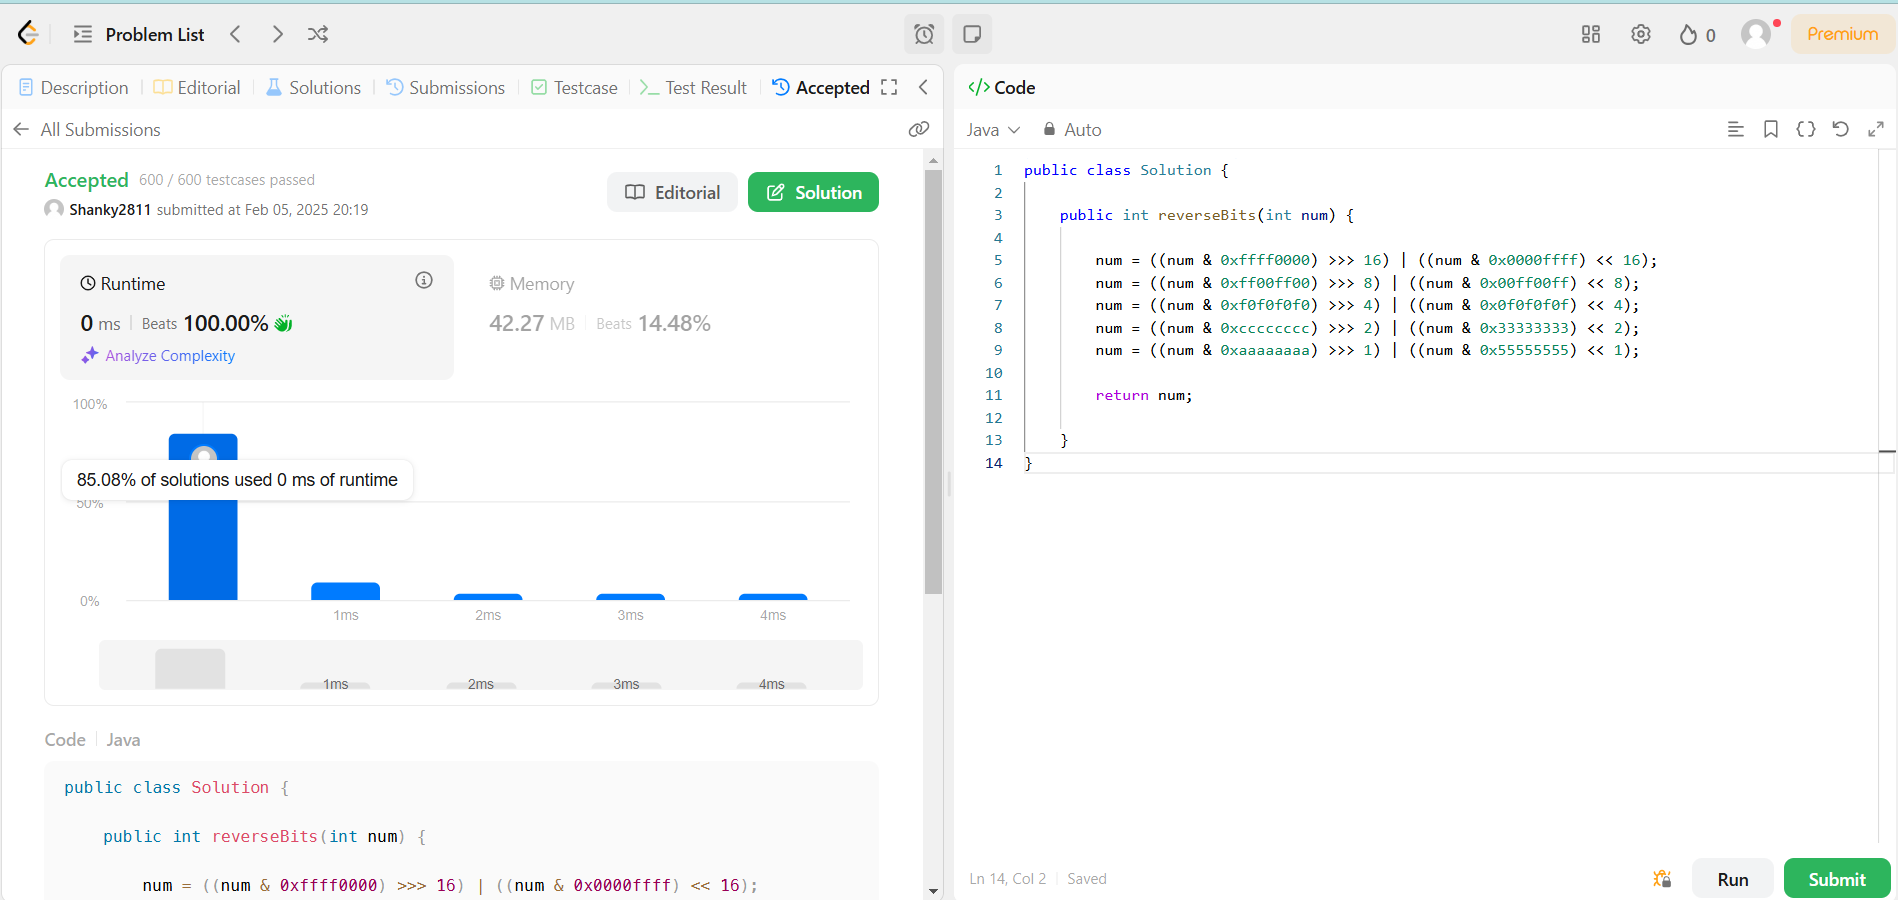 Problem List
0
Premium
Description
Editorial
Solutions
Submissions
Testcase
Test Result
Accepted
All Submissions
Accepted 600 / 600 testcases passed
Shanky2811 submitted at Feb 05, 2025 20:19
Editorial
Solution
Runtime
0 ms Beats 100.00%
Analyze Complexity
Memory
42.27 MB Beats 14.48%
100%
85.08% of solutions used 0 ms of runtime
50%
0%
1ms 2ms 3ms 4ms
1ms 2ms 3ms 4ms
Code Java
public class Solution {
public int reverseBits(int num) {
num = ((num & 0xffff0000) >>> 16) | ((num & 0x0000ffff) << 16);
</> Code
Java
Auto
1 public class Solution {
2
3 public int reverseBits(int num) {
4
5 num = ((num & 0xffff0000) >>> 16) | ((num & 0x0000ffff) << 16);
6 num = ((num & 0xff00ff00) >>> 8) | ((num & 0x00ff00ff) << 8);
7 num = ((num & 0xf0f0f0f0) >>> 4) | ((num & 0x0f0f0f0f) << 4);
8 num = ((num & 0xcccccccc) >>> 2) | ((num & 0x33333333) << 2);
9 num = ((num & 0xaaaaaaaa) >>> 1) | ((num & 0x55555555) << 1);
10
11 return num;
12
13 }
14 }
Ln 14, Col 2 Saved
Run
Submit